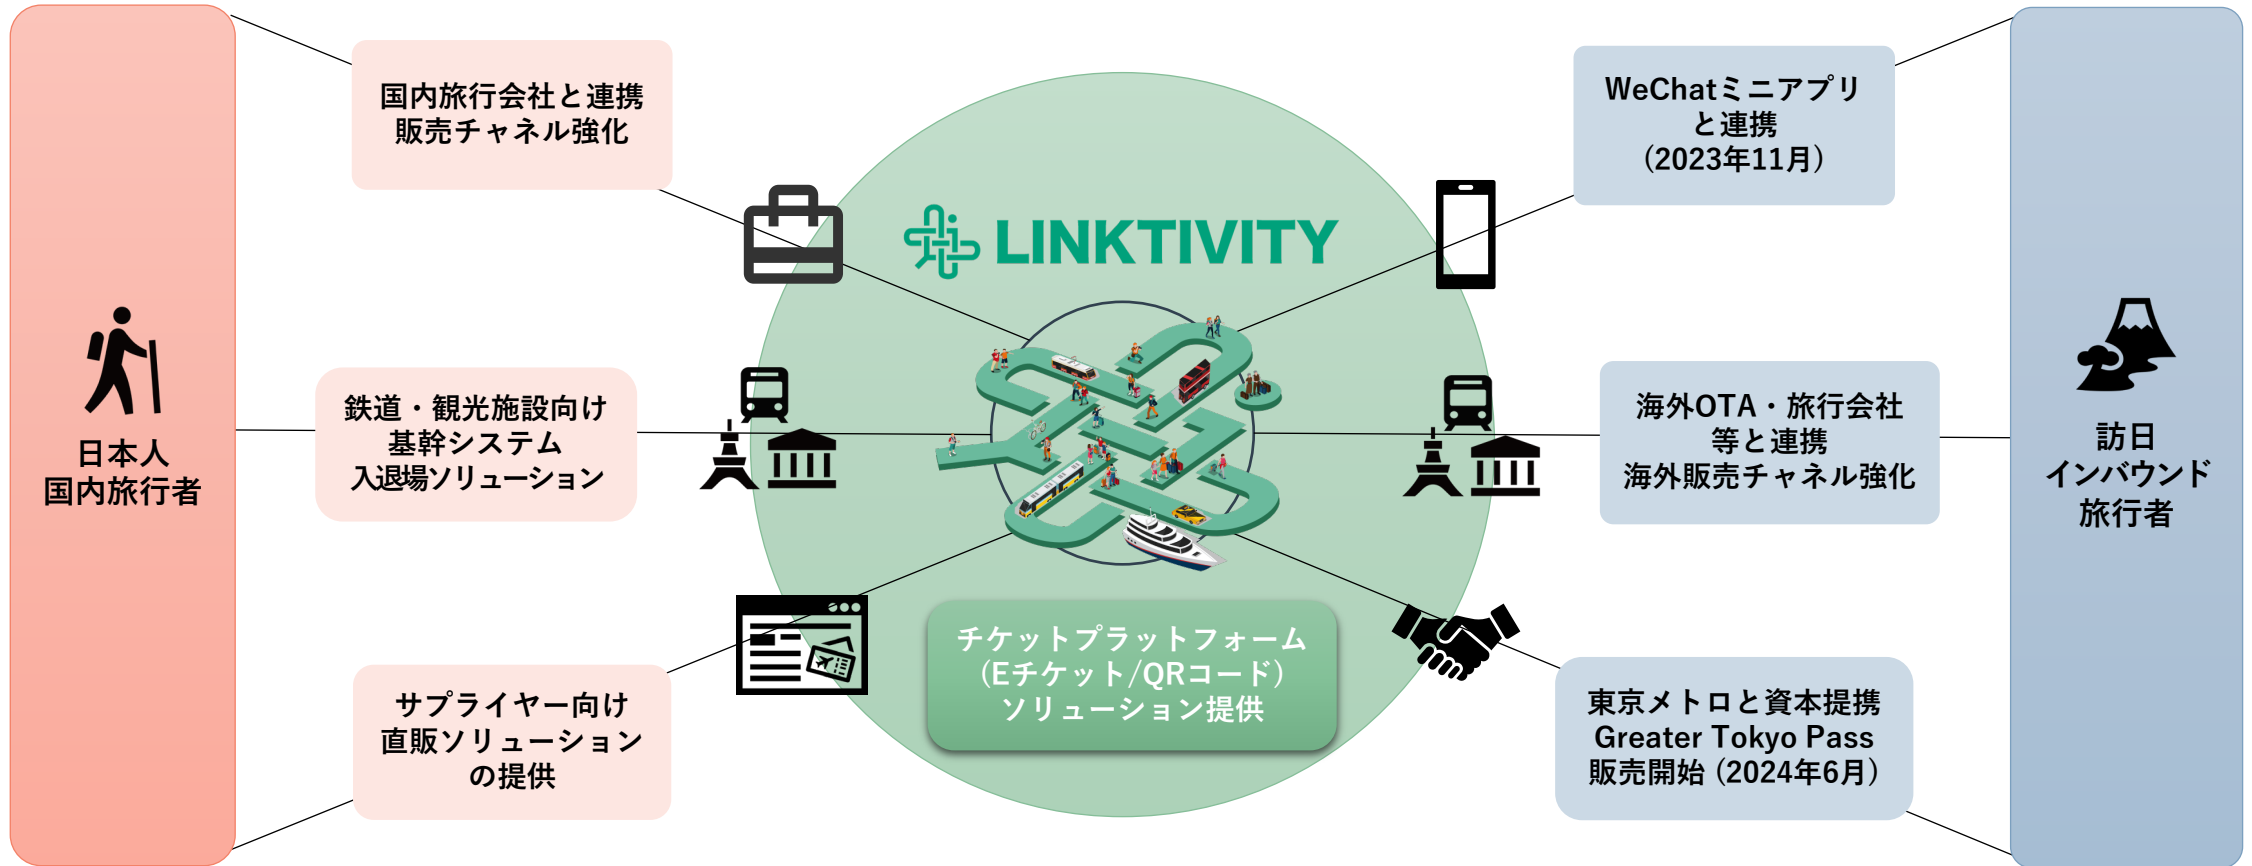 日本人
国内旅行者
国内旅行会社と連携
販売チャネル強化
鉄道・観光施設向け
基幹システム
入退場ソリューション
サプライヤー向け
直販ソリューション
の提供
LINKTIVITY
チケットプラットフォーム
(Eチケット/QRコード)
ソリューション提供
WeChatミニアプリ
と連携
(2023年11月)
海外OTA・旅行会社
等と連携
海外販売チャネル強化
東京メトロと資本提携
Greater Tokyo Pass
販売開始 (2024年6月)
訪日
インバウンド
旅行者